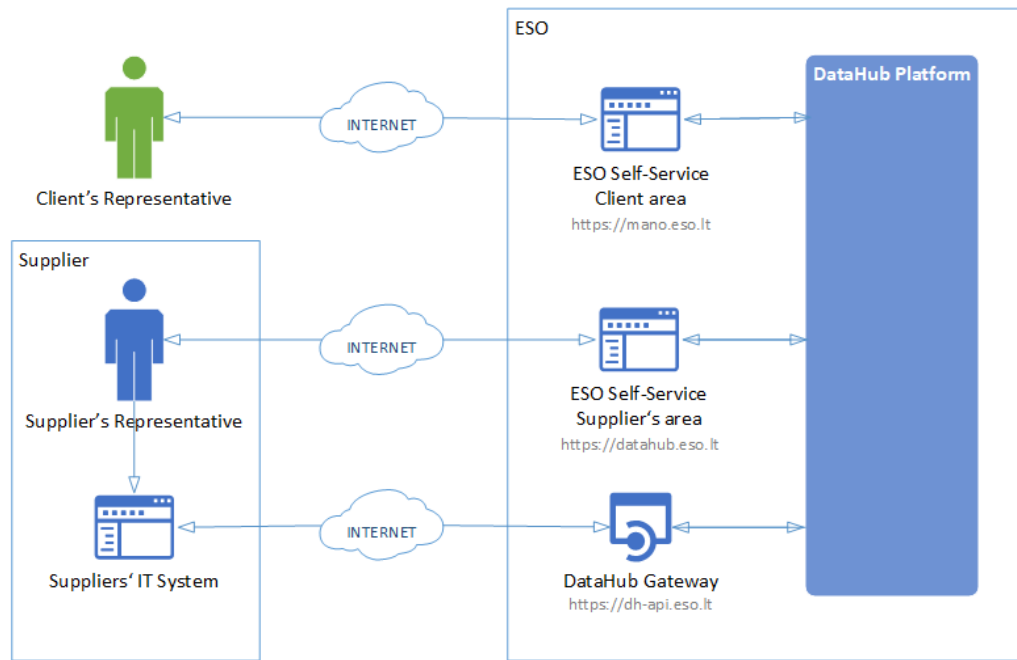 ESO
DataHub Platform
INTERNET
Client's Representative
ESO Self-Service
Client area
https://mano.eso.lt
Supplier
INTERNET
Supplier's Representative
ESO Self-Service
Supplier‘s area
https://datahub.eso.lt
INTERNET
Suppliers‘ IT System
DataHub Gateway
https://dh-api.eso.lt